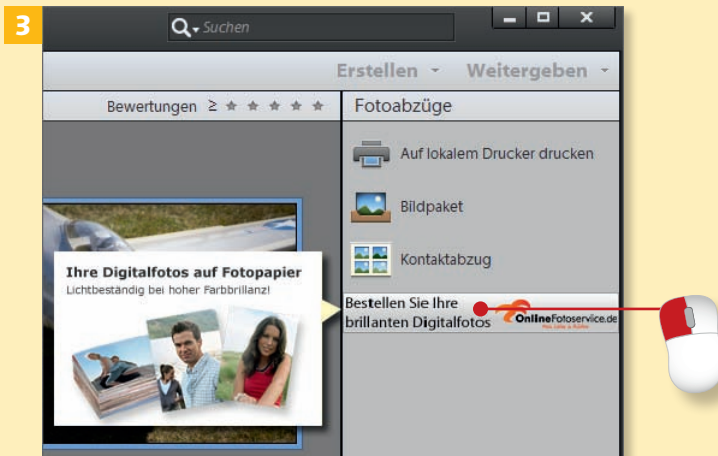 3
Suchen
Erstellen Weitergeben
Bewertungen ≥
Fotoabzüge
Auf lokalem Drucker drucken
Bildpaket
Kontaktabzug
Ihre Digitalfotos auf Fotopapier
Lichtbeständig bei hoher Farbbrillanz!
Bestellen Sie Ihre
brillanten Digitalfotos
OnlineFotoservice.de